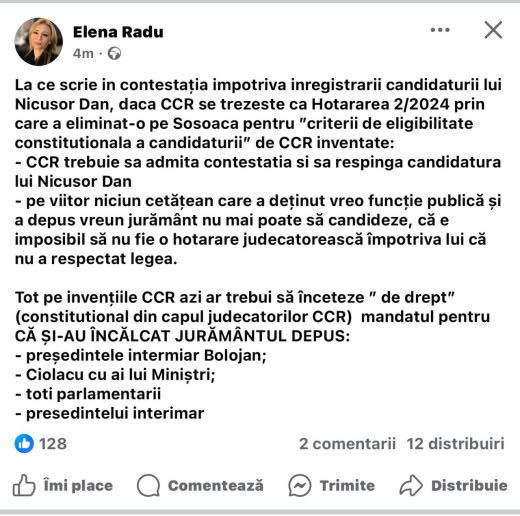 Elena Radu
4m ·
La ce scrie in contestația impotriva inregistrarii candidaturii lui
Nicusor Dan, daca CCR se trezeste ca Hotararea 2/2024 prin
care a eliminat-o pe Sosoaca pentru "criterii de eligibilitate
constitutionala a candidaturii" de CCR inventate:
- CCR trebuie sa admita contestatia si sa respinga candidatura
lui Nicusor Dan
- pe viitor niciun cetățean care a deținut vreo funcție publică și
a depus vreun jurământ nu mai poate să candideze, că e
imposibil să nu fie o hotarare judecatorească împotriva lui că
nu a respectat legea.
Tot pe invențiile CCR azi ar trebui să înceteze " de drept"
(constitutional din capul judecatorilor CCR) mandatul pentru
CĂ ȘI-AU ÎNCĂLCAT JURĂMÂNTUL DEPUS:
- președintele intermiar Bolojan;
- Ciolacu cu ai lui Miniștri;
- toti parlamentarii
- presedintelui interimar
128
2 comentarii 12 distribuiri
Îmi place Comentează Trimite Distribuie